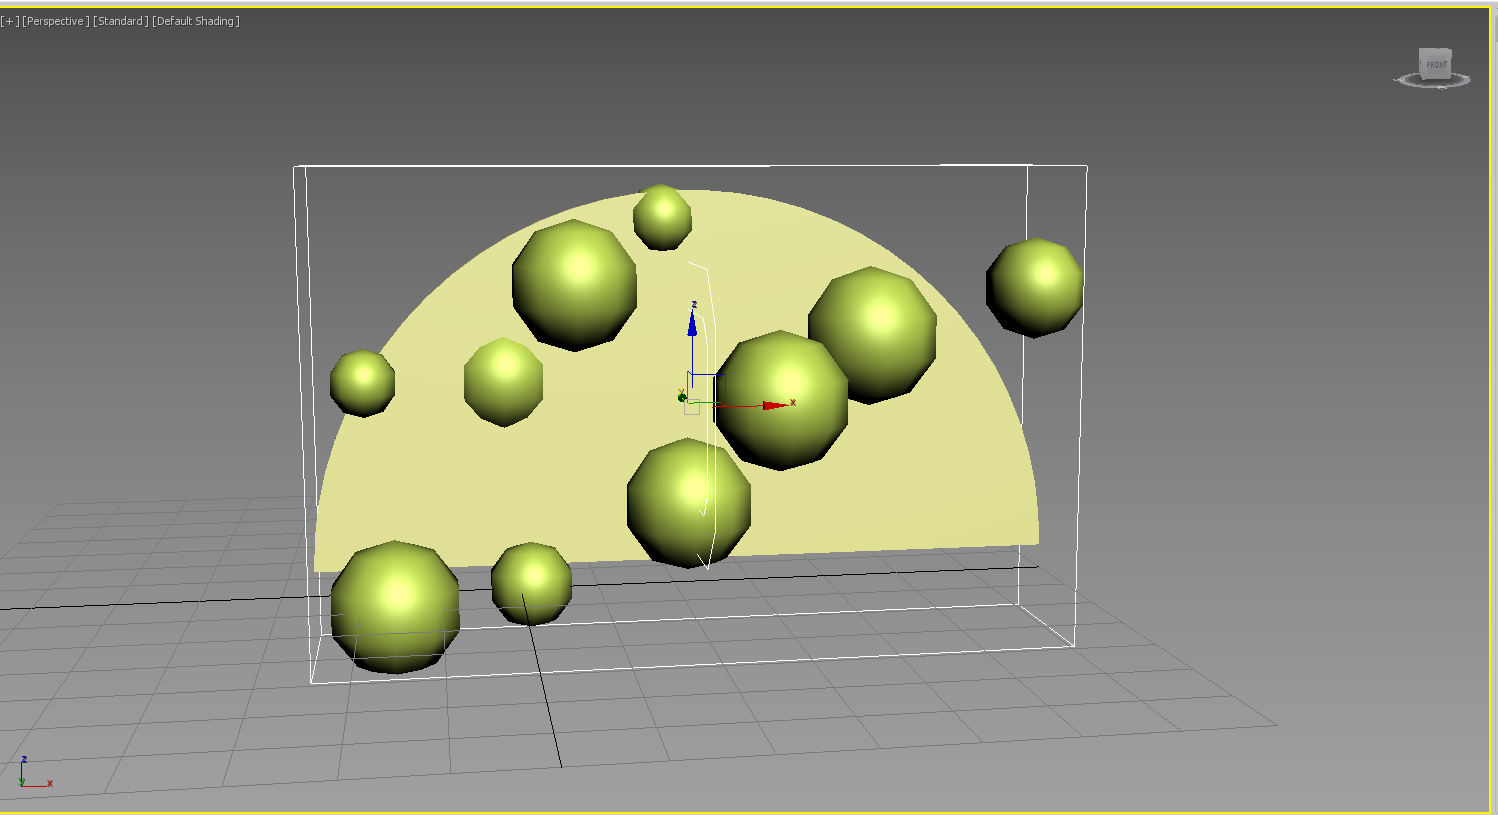 [+] [Perspective ] [Standard ] [Default Shading ]
FRONT
z
y
x
z
y
x